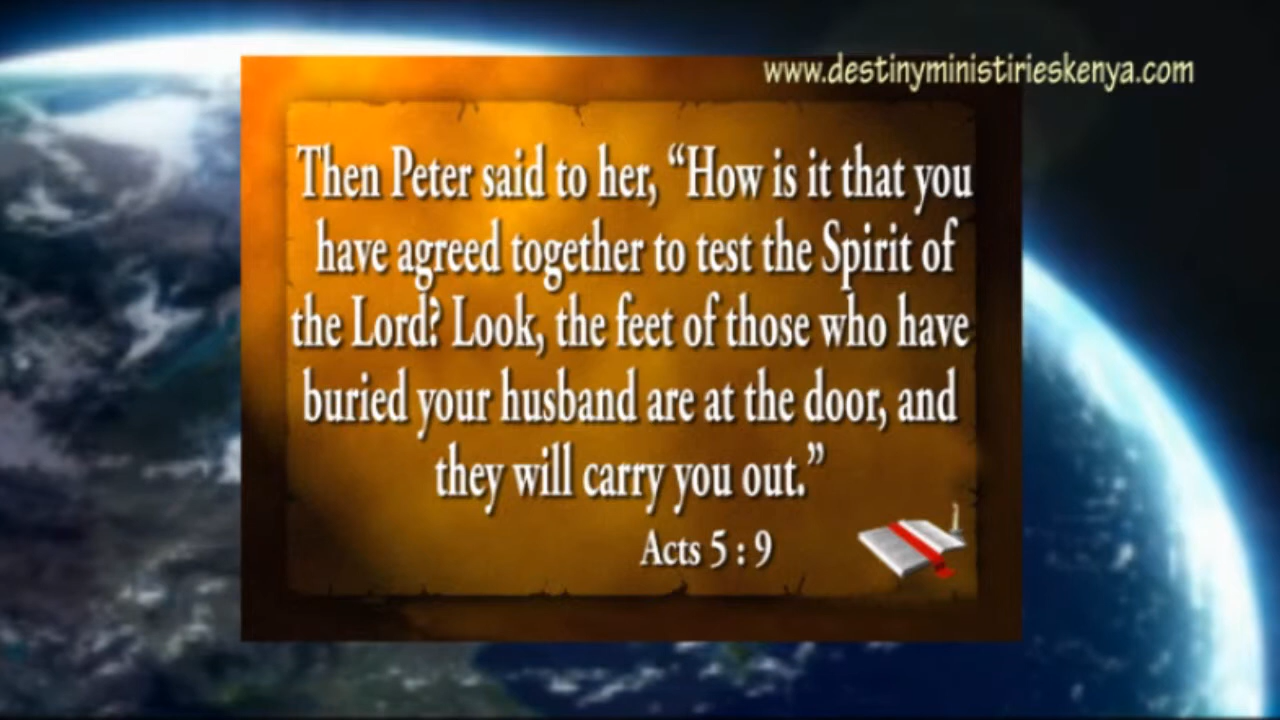 www.destinyministirieskenya.com
Then Peter said to her, “How is it that you
have agreed together to test the Spirit of
the Lord? Look, the feet of those who have
buried your husband are at the door, and
they will carry you out.”
Acts 5 : 9